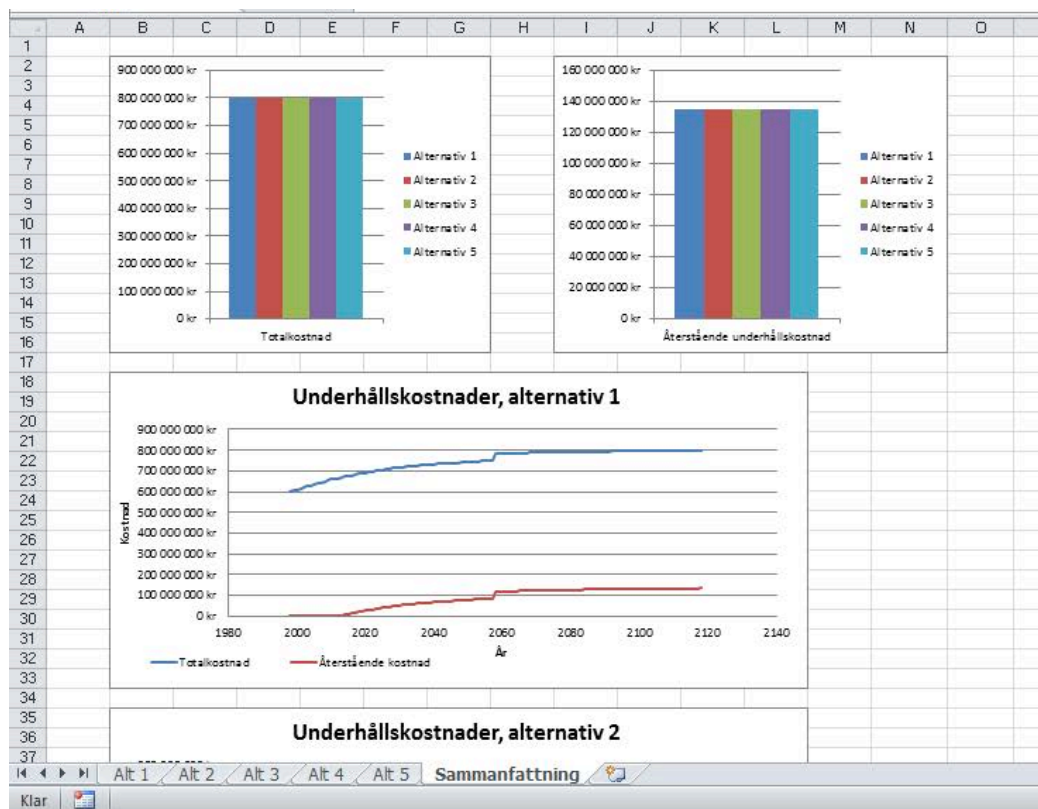 A B C D E F G H I J K L M N O
1
2
3
4
5
6
7
8
9
10
11
12
13
14
15
16
17
18
19
20
21
22
23
24
25
26
27
28
29
30
31
32
33
34
35
36
37
900 000 000 kr
800 000 000 kr
700 000 000 kr
600 000 000 kr
500 000 000 kr
400 000 000 kr
300 000 000 kr
200 000 000 kr
100 000 000 kr
0 kr
Totalkostnad
Alternativ 1
Alternativ 2
Alternativ 3
Alternativ 4
Alternativ 5
160 000 000 kr
140 000 000 kr
120 000 000 kr
100 000 000 kr
80 000 000 kr
60 000 000 kr
40 000 000 kr
20 000 000 kr
0 kr
Återstående underhållskostnad
Alternativ 1
Alternativ 2
Alternativ 3
Alternativ 4
Alternativ 5
Underhållskostnader, alternativ 1
Kostnad
900 000 000 kr
800 000 000 kr
700 000 000 kr
600 000 000 kr
500 000 000 kr
400 000 000 kr
300 000 000 kr
200 000 000 kr
100 000 000 kr
0 kr
1980 2000 2020 2040 2060 2080 2100 2120 2140
År
Totalkostnad Återstående kostnad
Underhållskostnader, alternativ 2
Alt 1 Alt 2 Alt 3 Alt 4 Alt 5 Sammanfattning
Klar